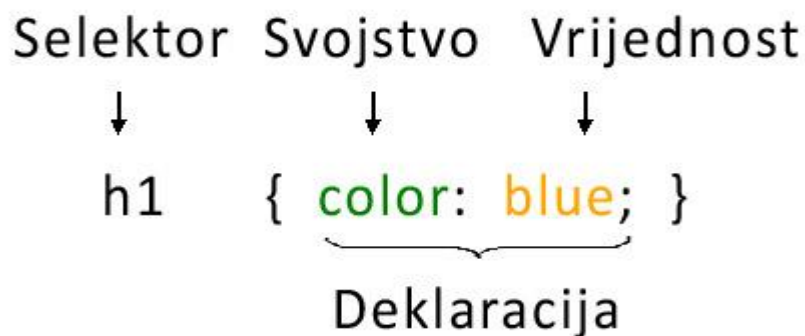 Selektor Svojstvo Vrijednost
h1 { color: blue; }
Deklaracija